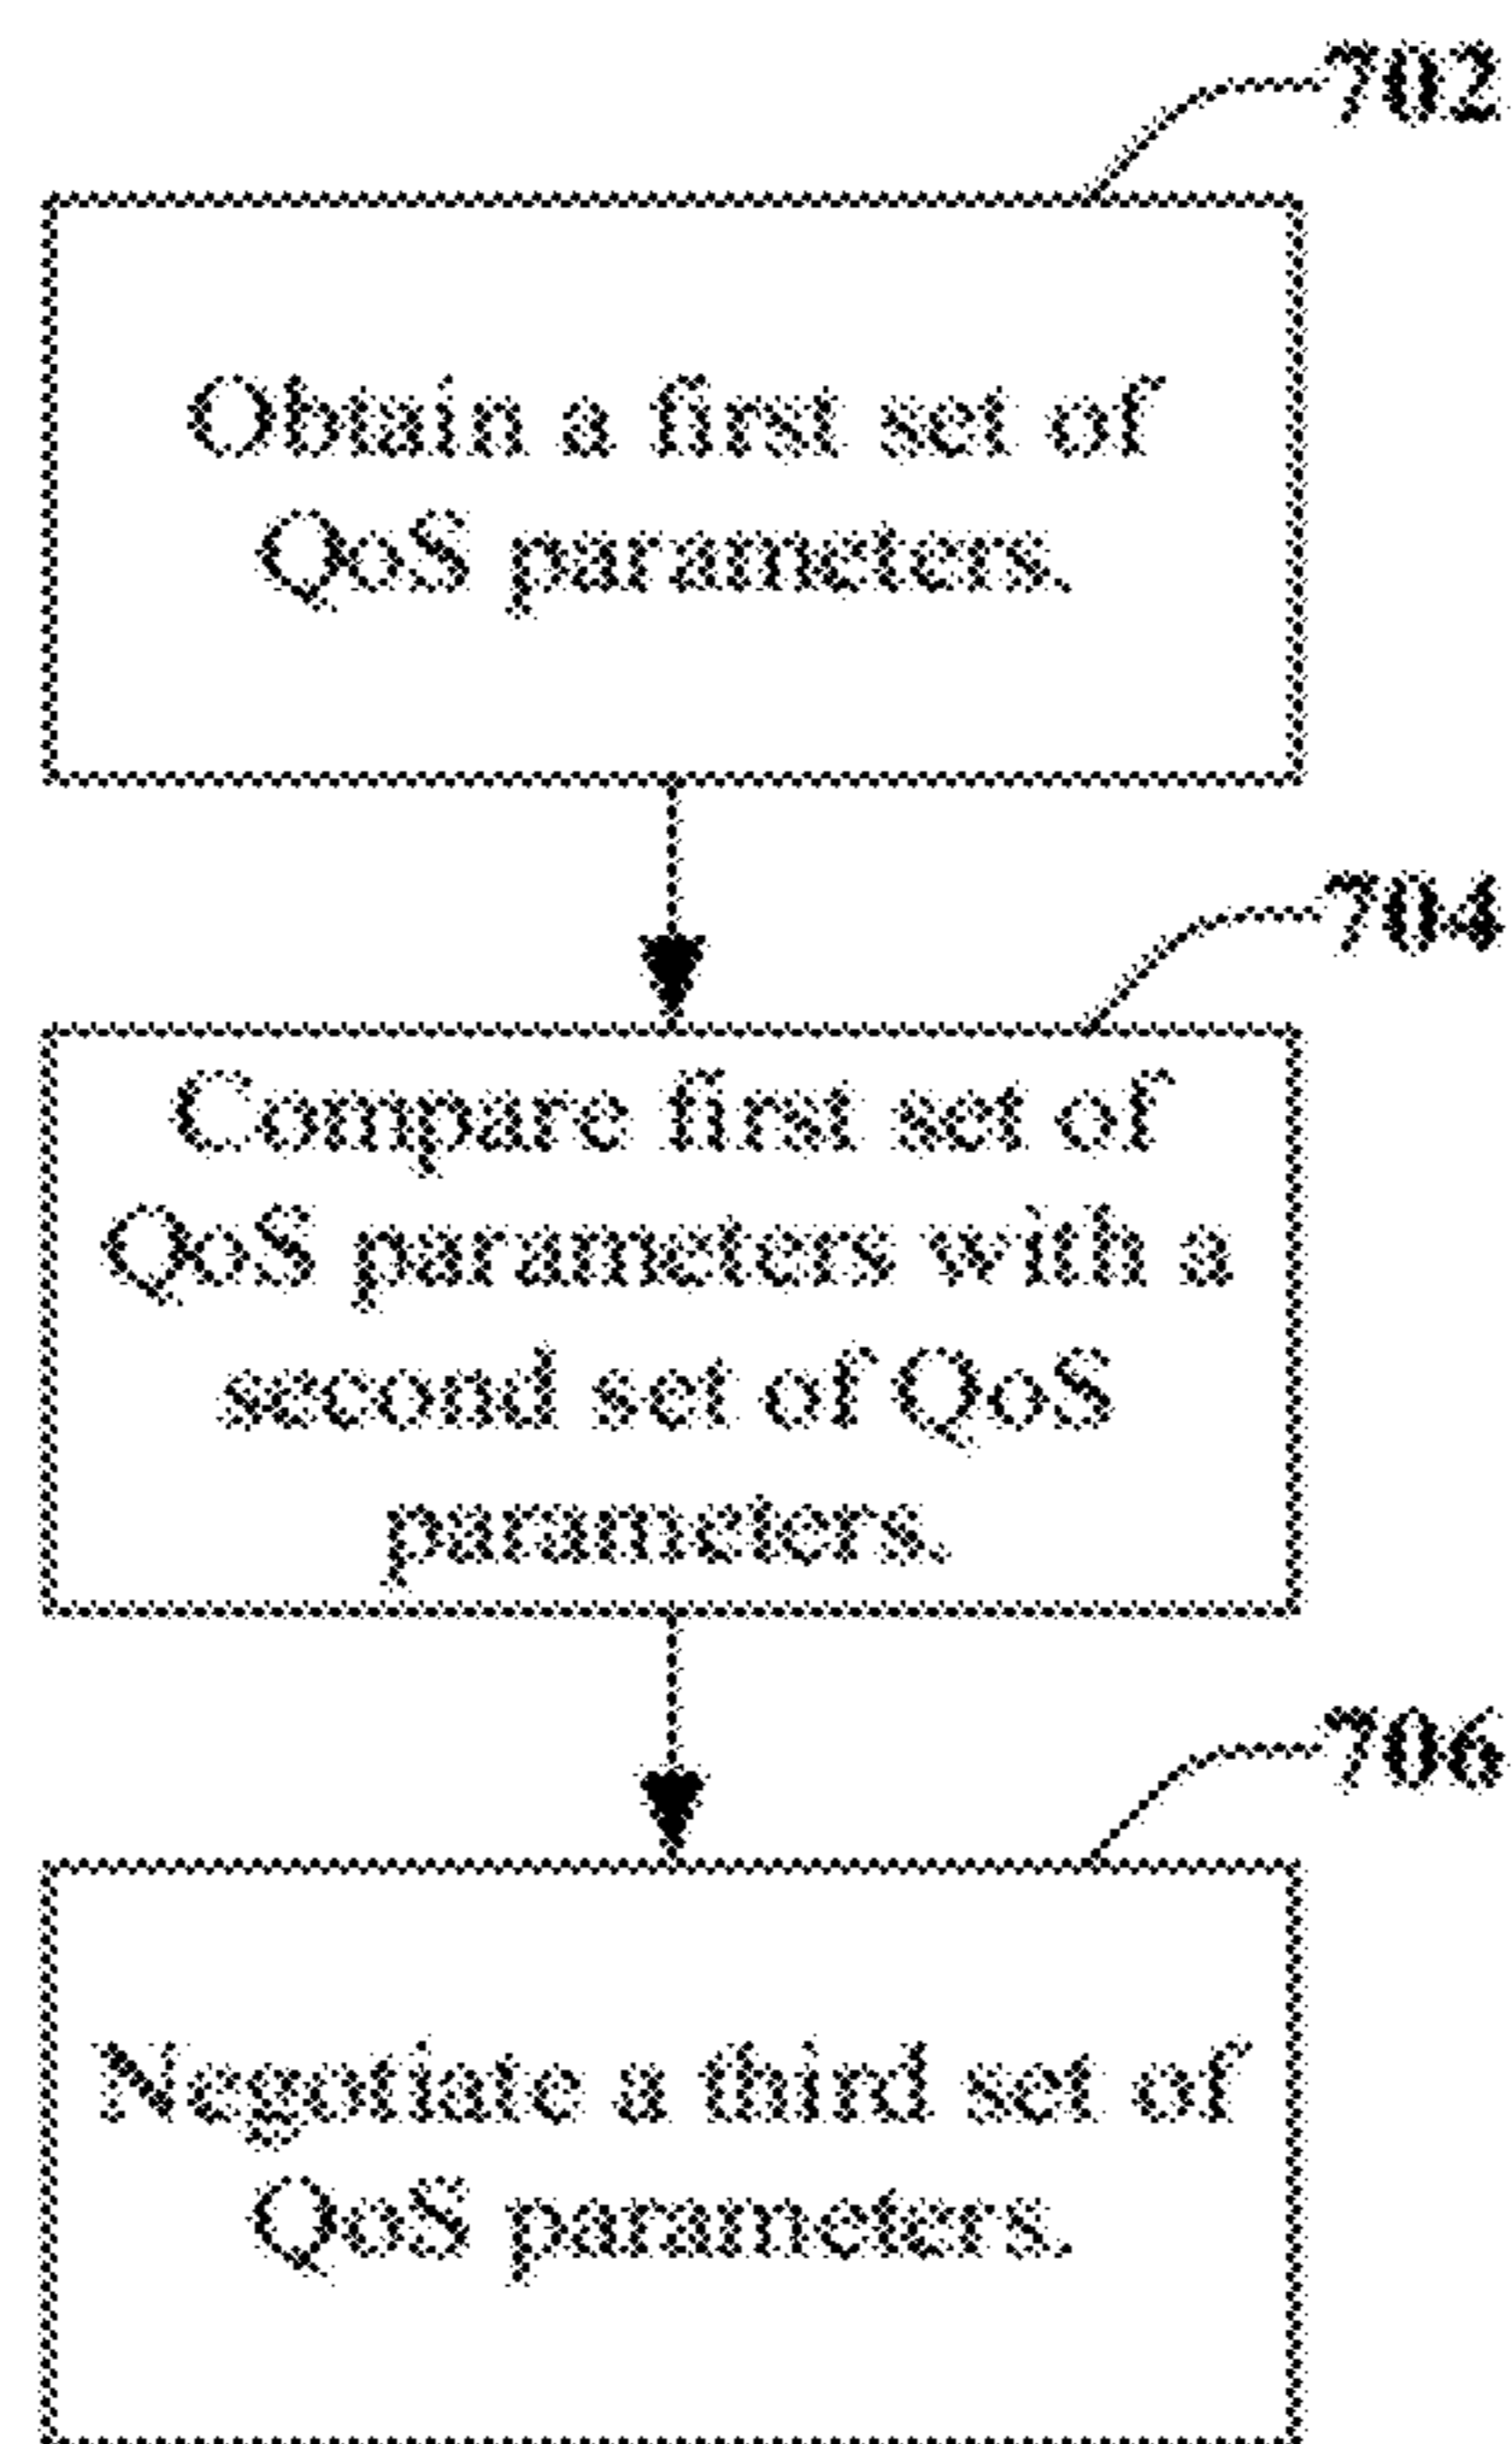 702
Obtain a first set of
QoS parameters.
704
Compare first set of
QoS parameters with a
second set of QoS
parameters.
706
Negotiate a third set of
QoS parameters.